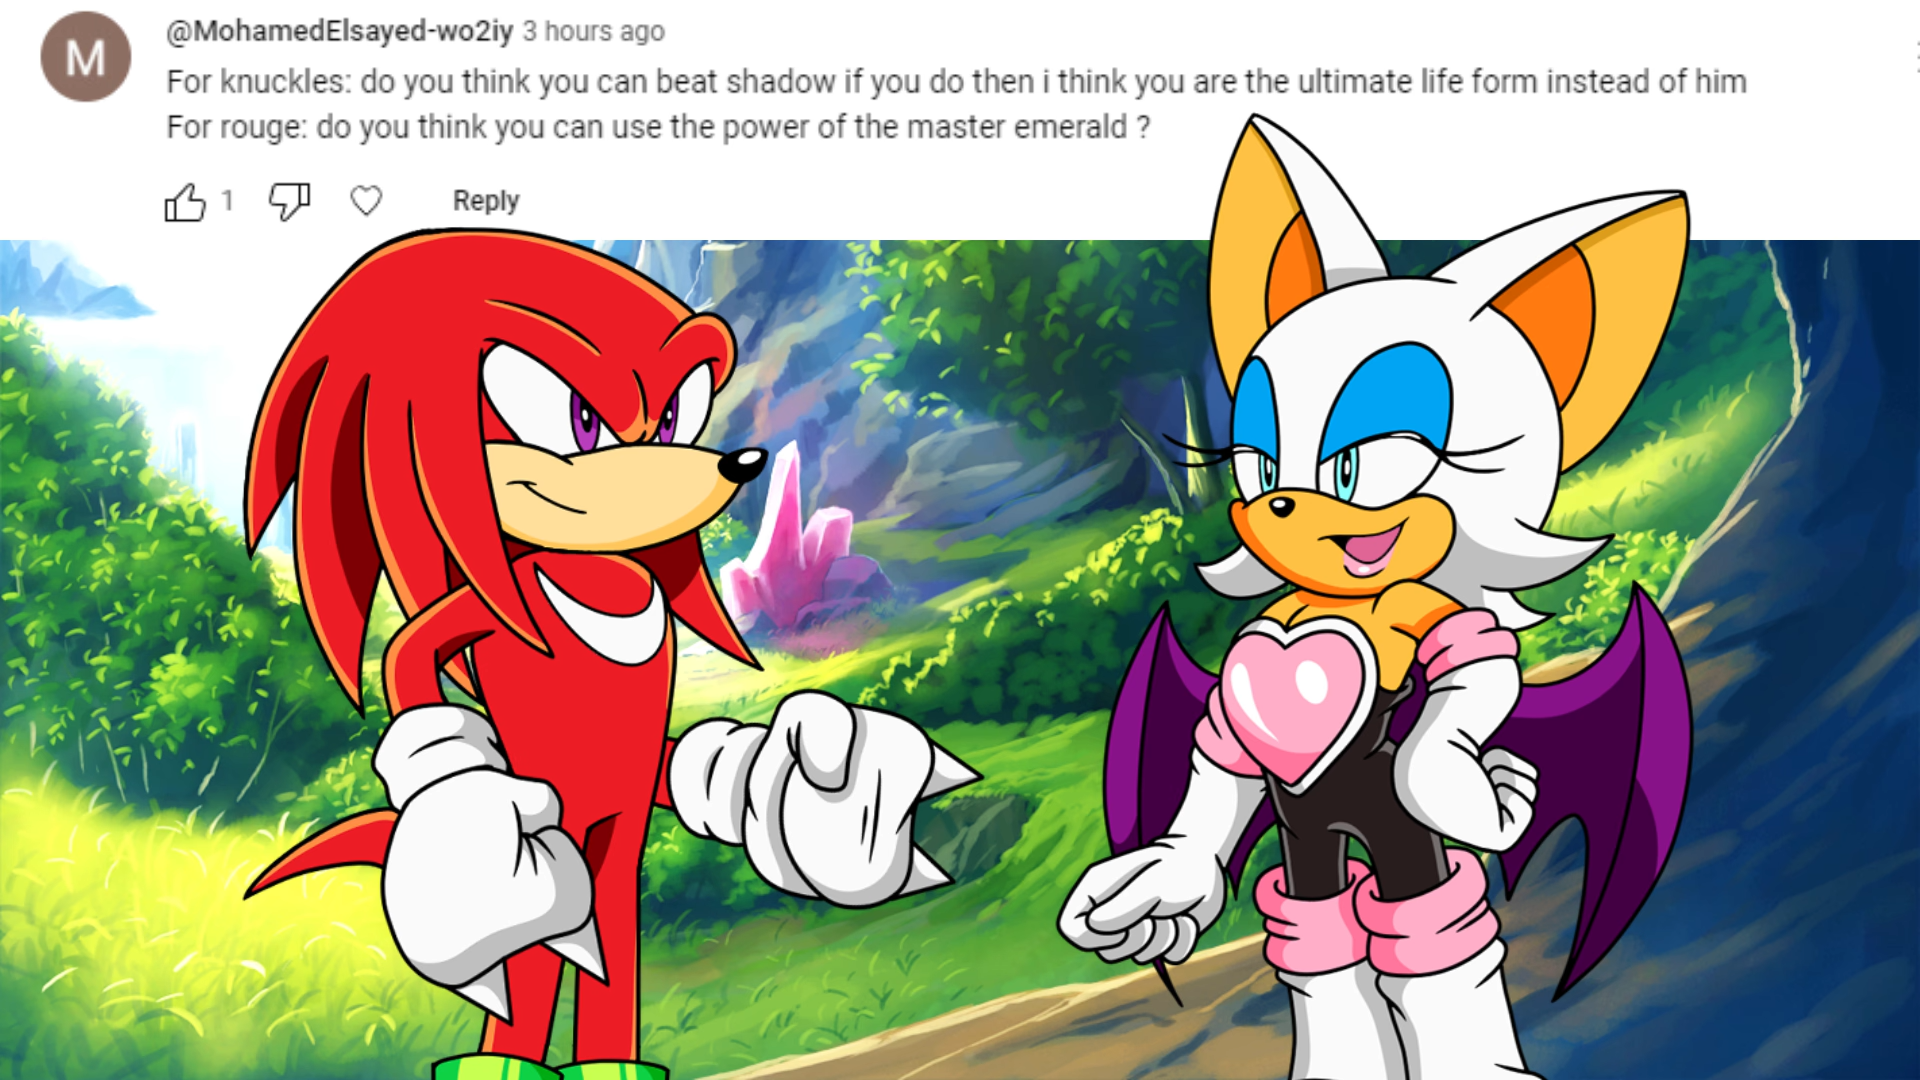 M
@MohamedElsayed-wo2iy 3 hours ago
For knuckles: do you think you can beat shadow if you do then i think you are the ultimate life form instead of him
For rouge: do you think you can use the power of the master emerald ?
1
Reply